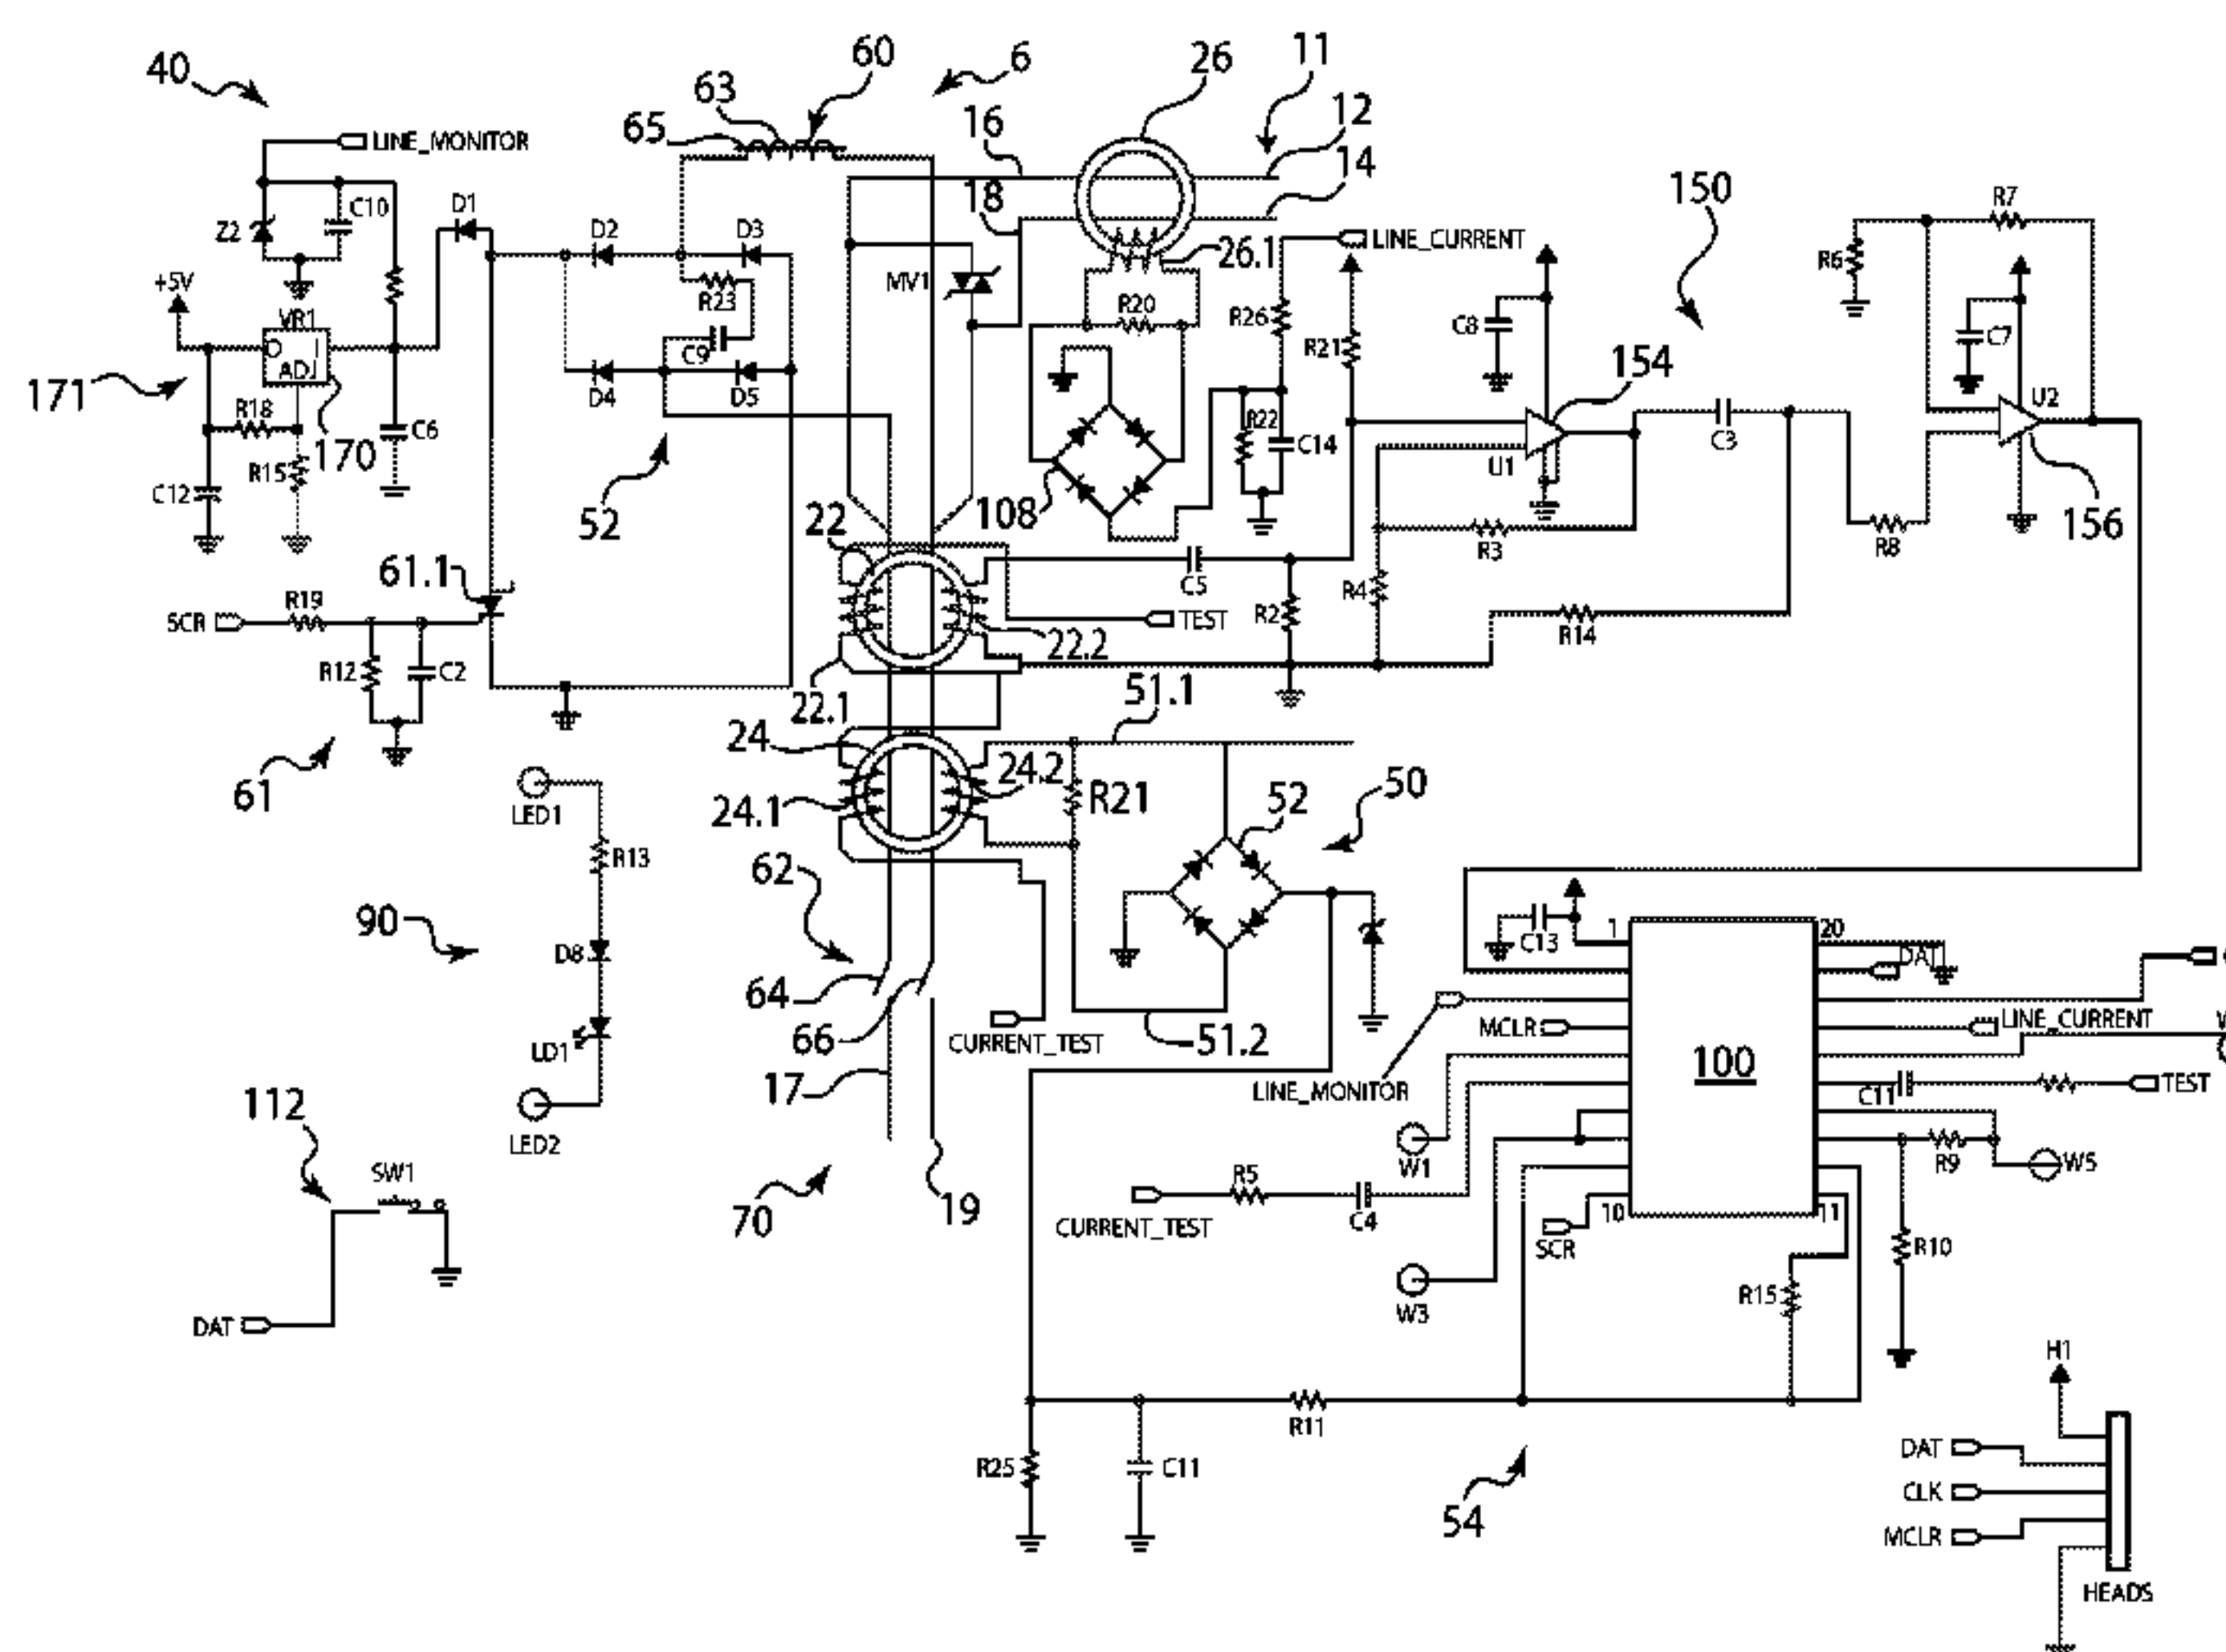 40
LINE_MONITOR
Z2
C10
D1
+5V
VR1
O I
ADJ
171
R18
170
C6
R15
C12
65
63
60
6
D2
D3
R23
C9
D4
D5
52
61.1
SCR
R19
R12
C2
61
16
18
26
11
12
14
MV1
26.1
LINE_CURRENT
R20
R26
R21
R22
C14
108
22
C5
TEST
R2
22.2
22.1
150
C8
154
U1
C3
R3
R4
R14
R6
R7
C7
U2
156
R8
51.1
24
24.2
24.1
R21
52
50
LED1
R13
90
D8
LD1
LED2
62
64
66
CURRENT_TEST
51.2
17
70
19
112
SW1
DAT
C13
1
20
DAT
LINE_MONITOR
MCLR
LINE_CURRENT
100
C11
TEST
W1
R9
W5
R5
C4
CURRENT_TEST
10
11
SCR
R10
W3
R15
R11
R25
C11
54
H1
DAT
CLK
MCLR
HEADS